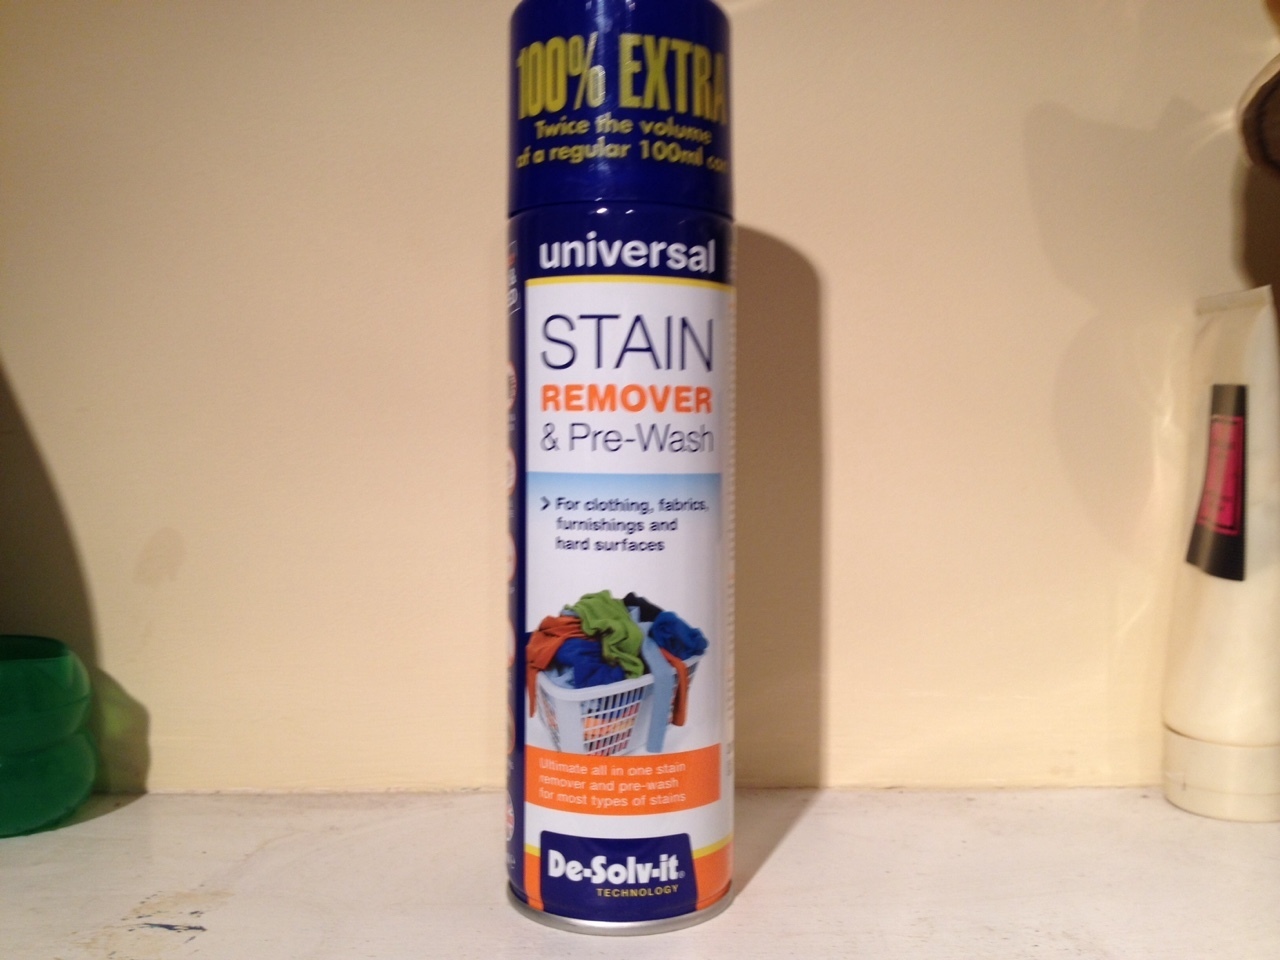 100% EXTRA
Twice the volume
of a regular 100ml can
universal
STAIN
REMOVER
& Pre-Wash
For clothing, fabrics,
furnishings and
hard surfaces
Ultimate all in one stain
remover and pre-wash
for most types of stains
De-Solv-it
TECHNOLOGY